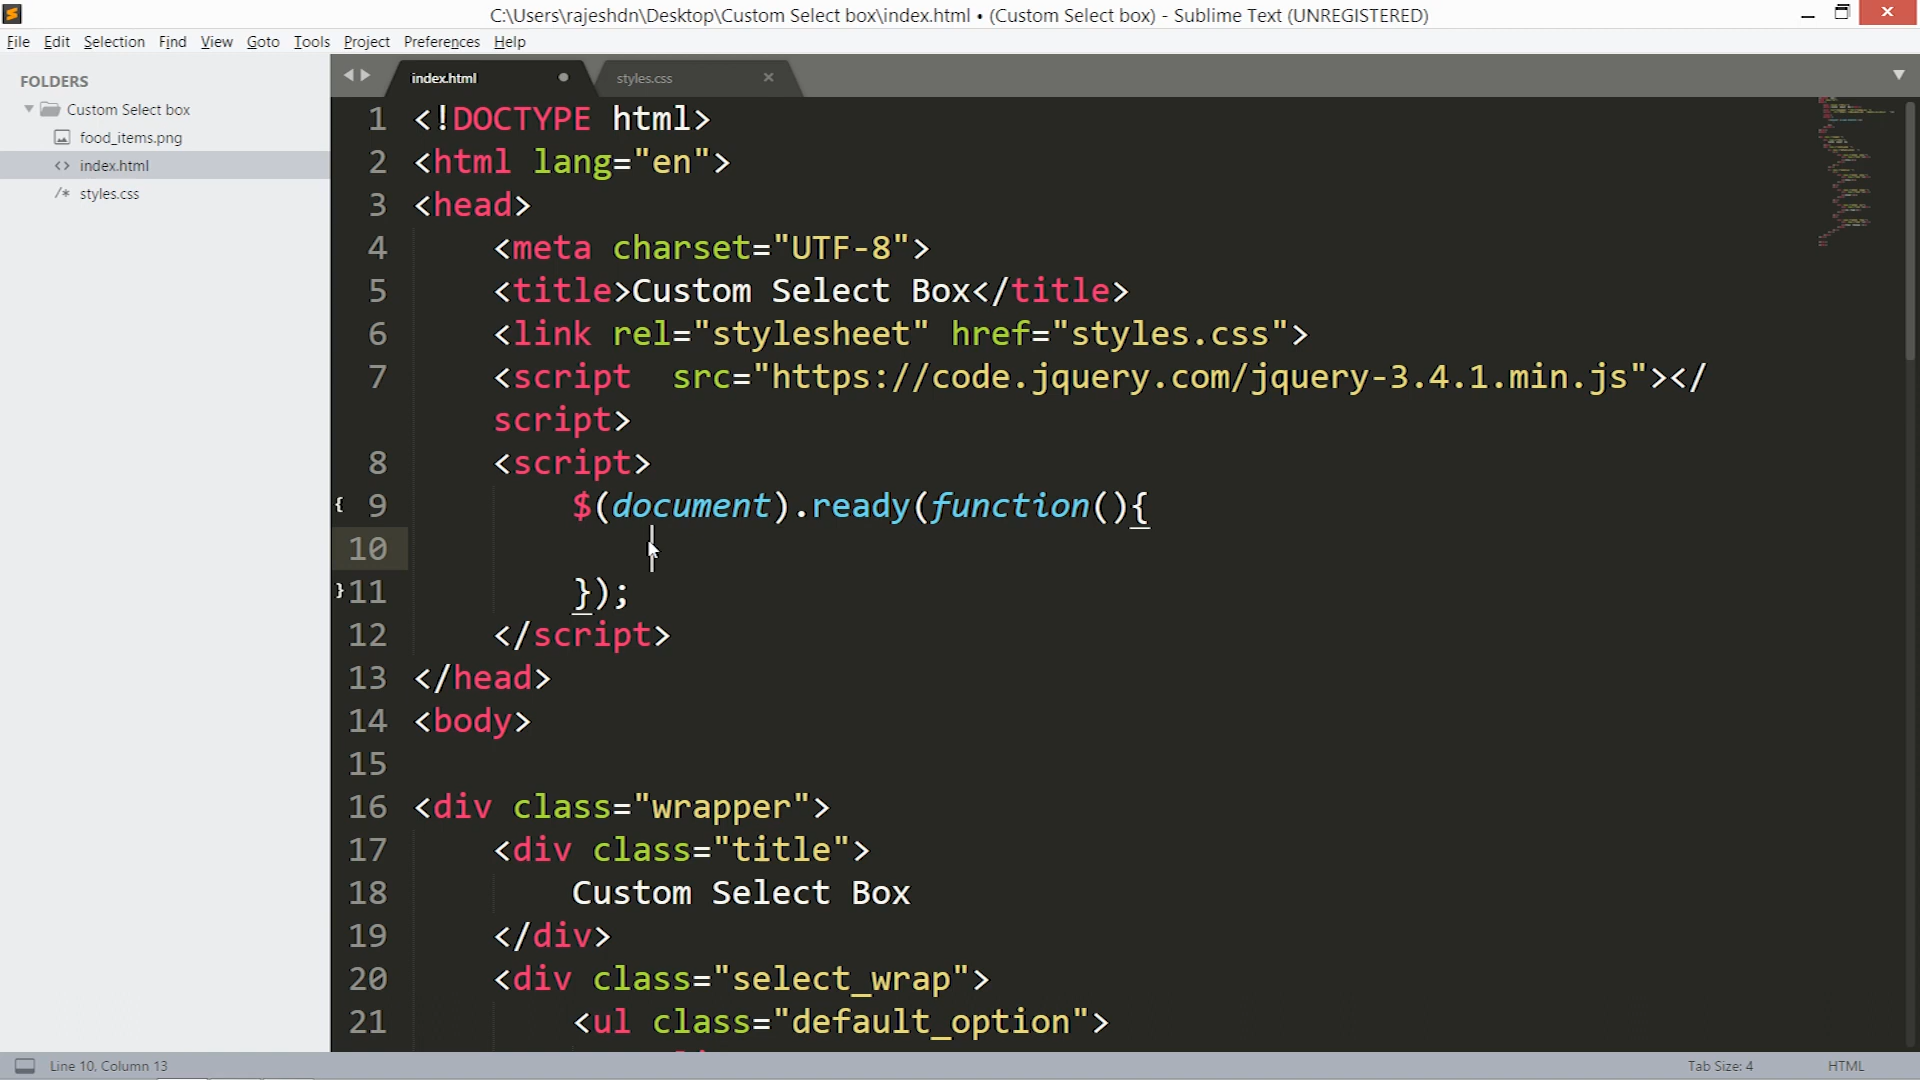 C:\Users\rajeshdn\Desktop\Custom Select box\index.html • (Custom Select box) - Sublime Text (UNREGISTERED)
File Edit Selection Find View Goto Tools Project Preferences Help
FOLDERS
Custom Select box
food_items.png
<> index.html
/* styles.css
index.html
styles.css
1 <!DOCTYPE html>
2 <html lang="en">
3 <head>
4 <meta charset="UTF-8">
5 <title>Custom Select Box</title>
6 <link rel="stylesheet" href="styles.css">
7 <script  src="https://code.jquery.com/jquery-3.4.1.min.js"></
script>
8 <script>
{ 9 $(document).ready(function(){
10
} 11 });
12 </script>
13 </head>
14 <body>
15
16 <div class="wrapper">
17 <div class="title">
18 Custom Select Box
19 </div>
20 <div class="select_wrap">
21 <ul class="default_option">
Line 10, Column 13
Tab Size: 4
HTML